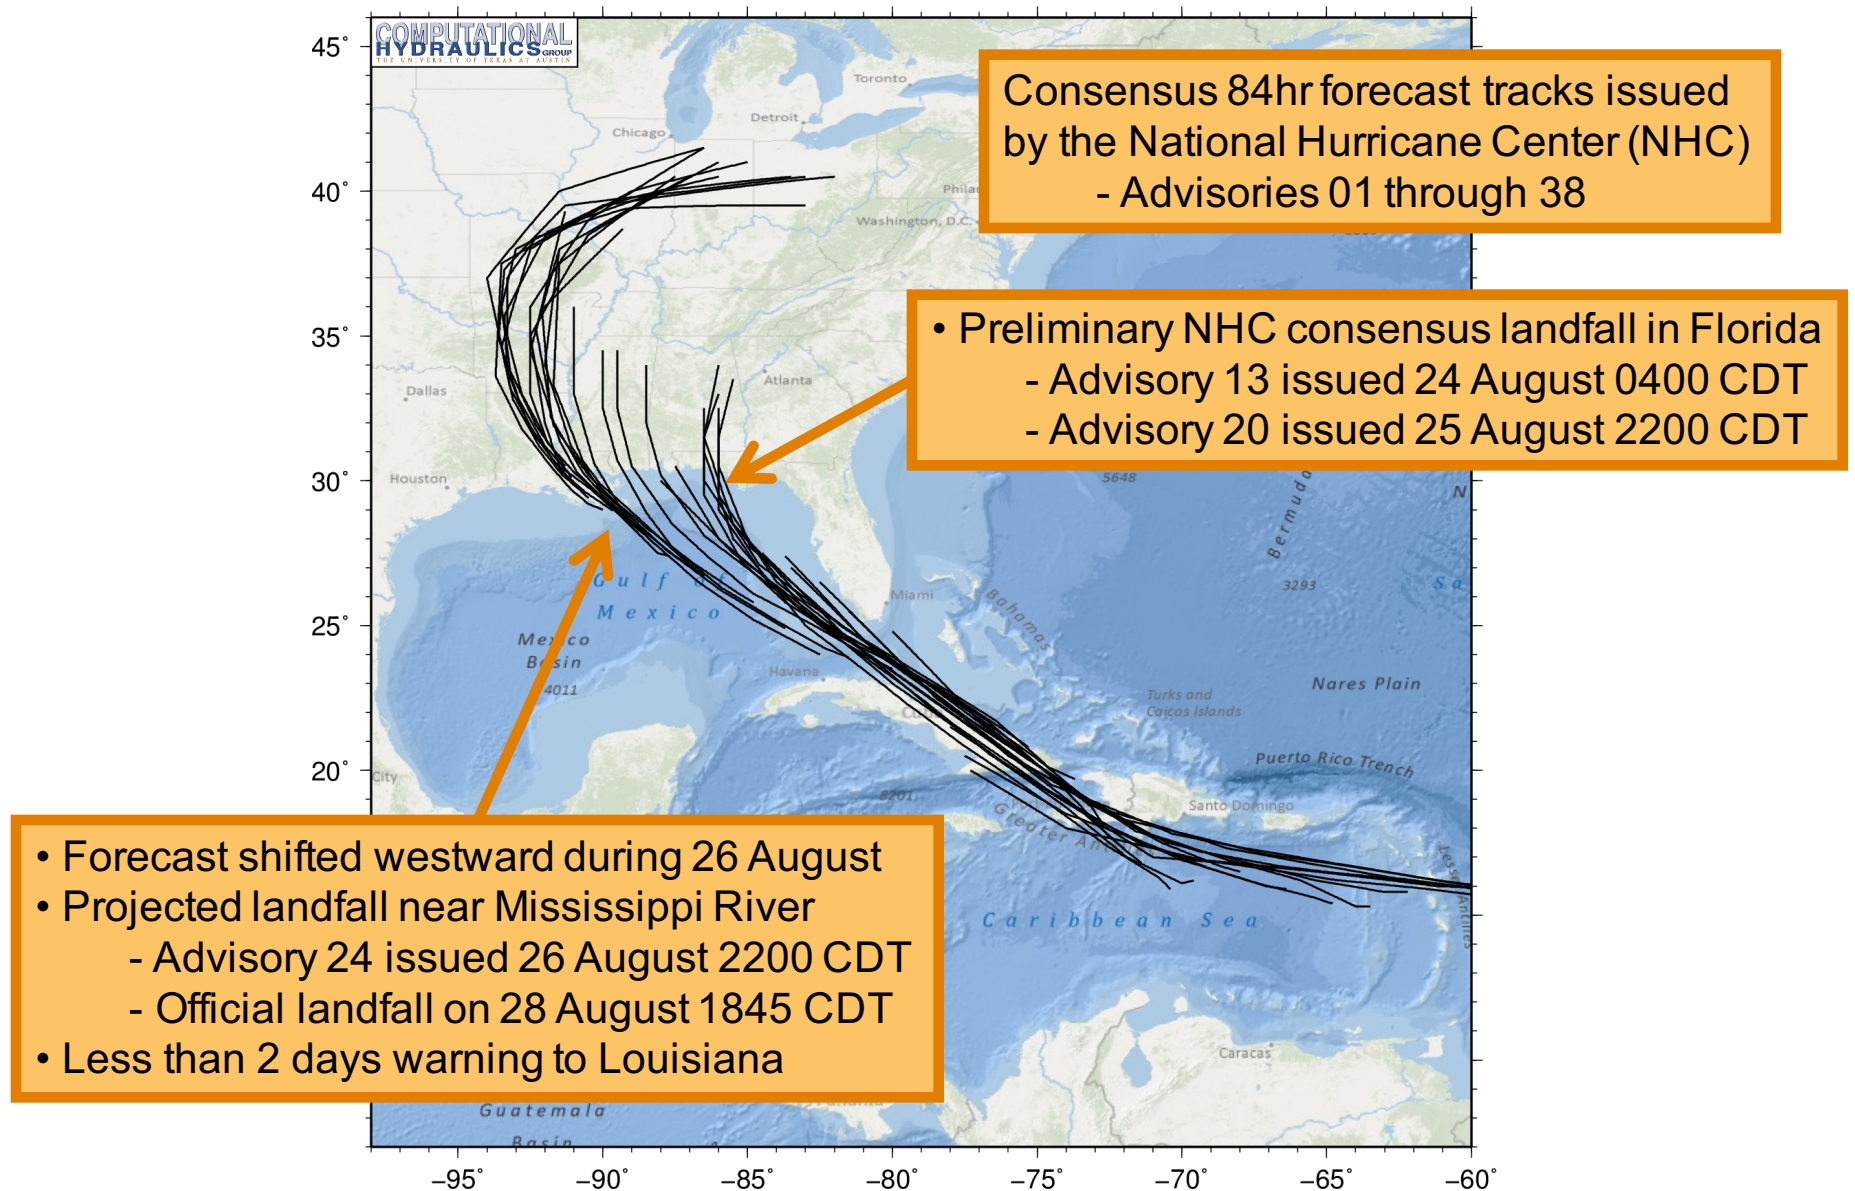 COMPUTATIONAL
HYDRAULICS GROUP
THE UNIVERSITY OF TEXAS AT AUSTIN
Consensus 84hr forecast tracks issued
by the National Hurricane Center (NHC)
- Advisories 01 through 38
• Preliminary NHC consensus landfall in Florida
- Advisory 13 issued 24 August 0400 CDT
- Advisory 20 issued 25 August 2200 CDT
• Forecast shifted westward during 26 August
• Projected landfall near Mississippi River
- Advisory 24 issued 26 August 2200 CDT
- Official landfall on 28 August 1845 CDT
• Less than 2 days warning to Louisiana
45°
40°
35°
30°
25°
20°
−95°
−90°
−85°
−80°
−75°
−70°
−65°
−60°
Toronto
Detroit
Chicago
Washington, D.C.
Atlanta
Dallas
Houston
Miami
Bahamas
Havana
Gulf of
Mexico
Mexico
Basin
4011
5648
Bermuda
3293
Sa
N
Nares Plain
Turks and
Caicos Islands
Puerto Rico Trench
Santo Domingo
8201
City
Greater
Caribbean Sea
Antilles
Caracas
Guatemala
Basin